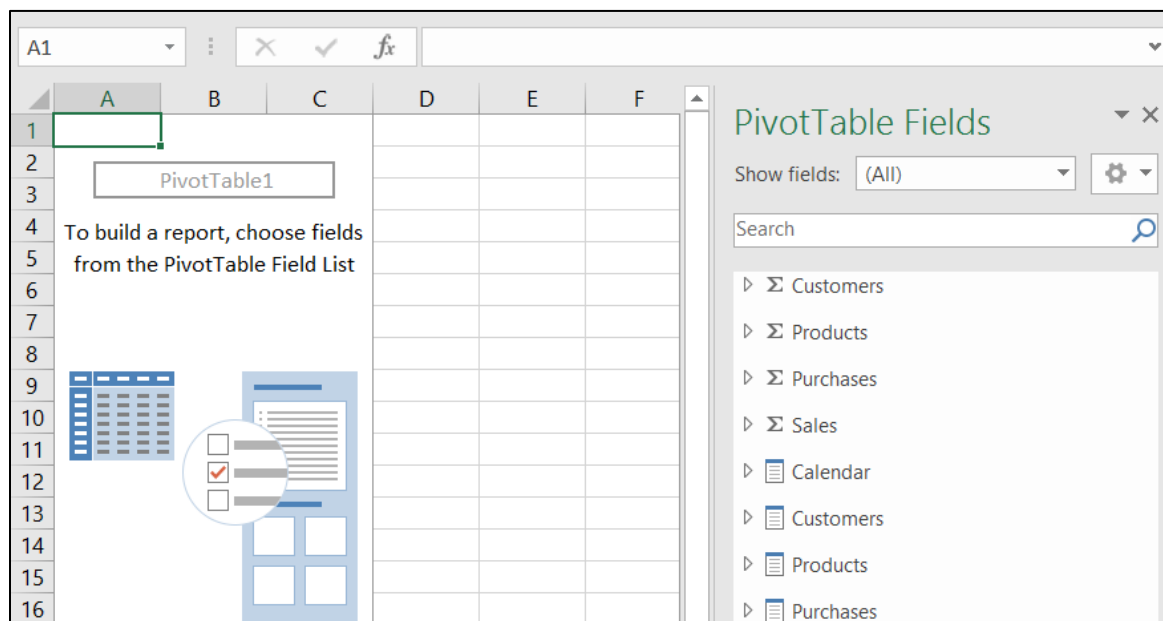 A1
fx
A B C D E F
1
2
3
4
5
6
7
8
9
10
11
12
13
14
15
16
PivotTable1
To build a report, choose fields
from the PivotTable Field List
PivotTable Fields
Show fields: (All)
Search
Σ Customers
Σ Products
Σ Purchases
Σ Sales
Calendar
Customers
Products
Purchases